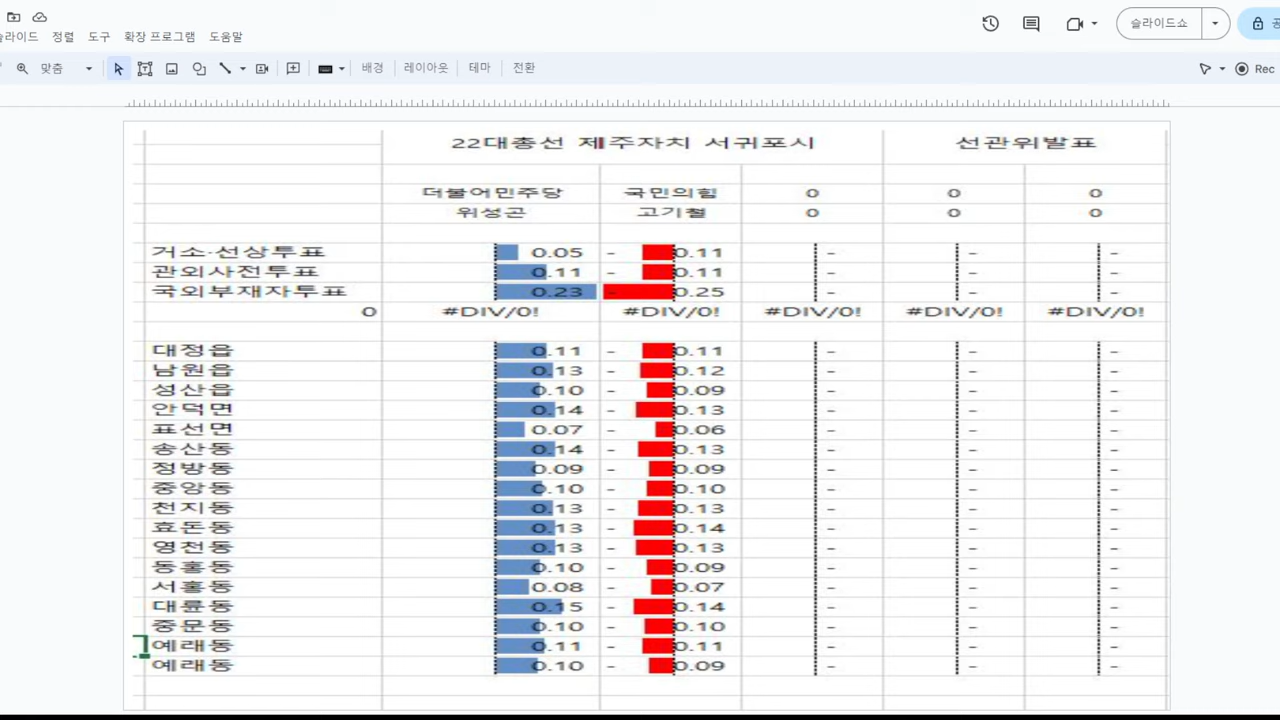 슬라이드 정렬 도구 확장 프로그램 도움말
슬라이드쇼
맞춤 배경 레이아웃 테마 전환 Rec
22대총선 제주자치 서귀포시 선관위발표
더불어민주당 국민의힘 0 0 0
위성곤 고기철 0 0 0
거소·선상투표 0.05 - 0.11 - - -
관외사전투표 0.11 - 0.11 - - -
국외부재자투표 0.23 - 0.25 - - -
0 #DIV/0! #DIV/0! #DIV/0! #DIV/0! #DIV/0!
대정읍 0.11 - 0.11 - - -
남원읍 0.13 - 0.12 - - -
성산읍 0.10 - 0.09 - - -
안덕면 0.14 - 0.13 - - -
표선면 0.07 - 0.06 - - -
송산동 0.14 - 0.13 - - -
정방동 0.09 - 0.09 - - -
중앙동 0.10 - 0.10 - - -
천지동 0.13 - 0.13 - - -
효돈동 0.13 - 0.14 - - -
영천동 0.13 - 0.13 - - -
동홍동 0.10 - 0.09 - - -
서홍동 0.08 - 0.07 - - -
대륜동 0.15 - 0.14 - - -
중문동 0.10 - 0.10 - - -
예래동 0.11 - 0.11 - - -
예래동 0.10 - 0.09 - - -